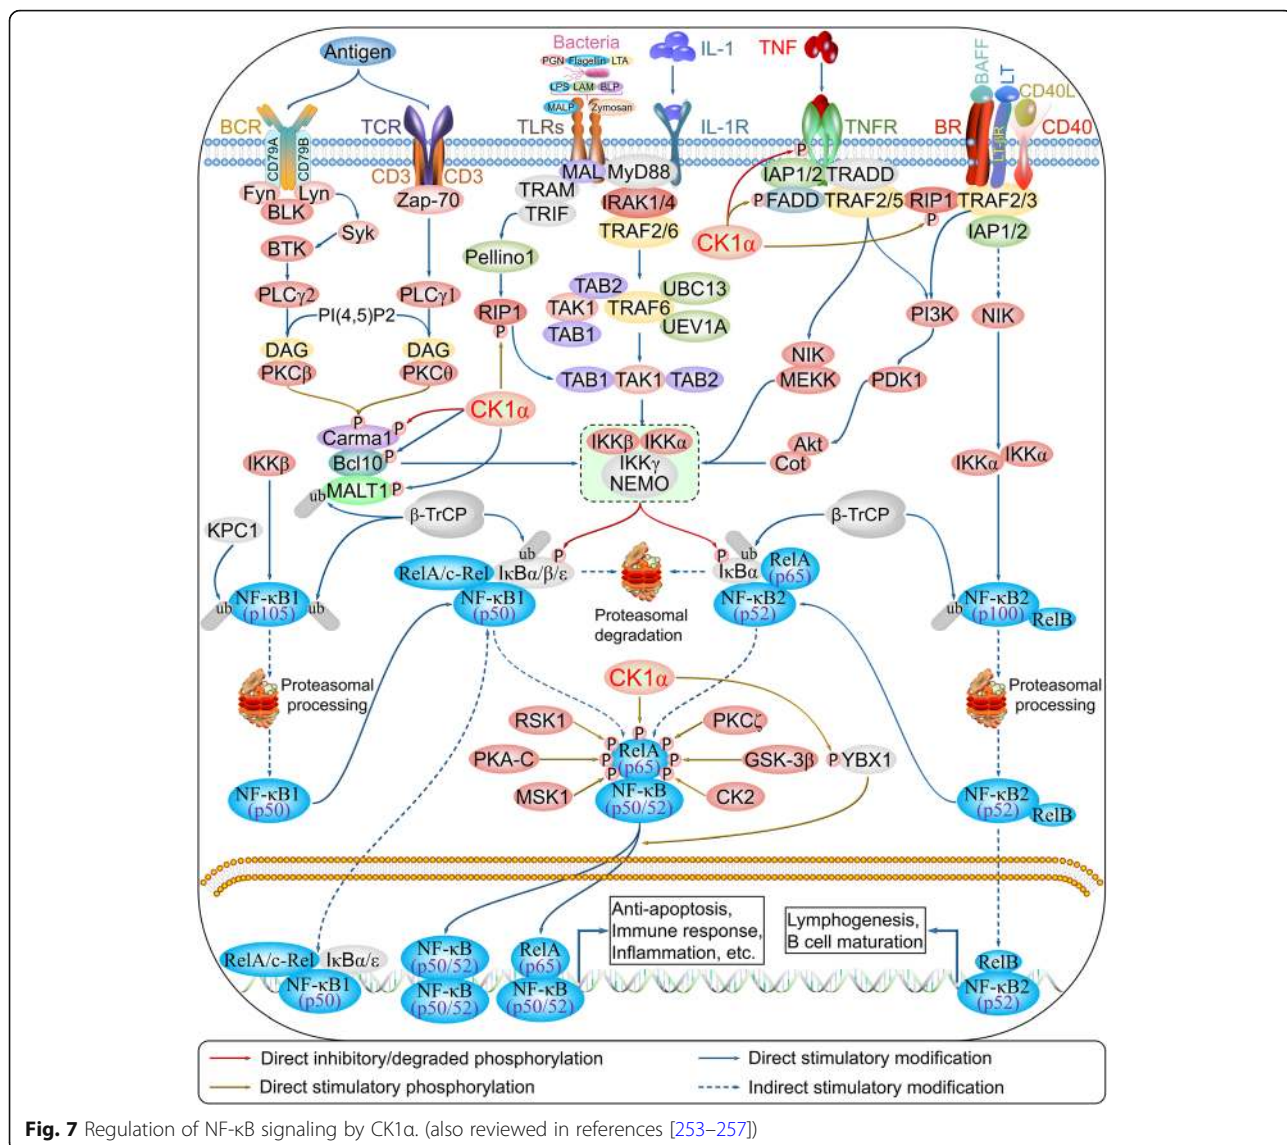 Antigen
Bacteria
PGN Flagellin LTA
LPS LAM BLP
MALP Zymosan
IL-1
TNF
BAFF
LT
CD40L
BCR
CD79A
CD79B
TCR
CD3 CD3
TLRs
IL-1R
TNFR
BR
LTβR
CD40
Fyn Lyn
BLK
Zap-70
MAL MyD88
TRAM
TRIF
IRAK1/4
TRAF2/6
P
IAP1/2 TRADD
P FADD TRAF2/5 RIP1 TRAF2/3
P
IAP1/2
CK1α
Syk
BTK
Pellino1
PLCγ2
PI(4,5)P2
PLCγ1
RIP1
P
TAB2
TAK1
TAB1
TRAF6
UBC13
UEV1A
PI3K
NIK
DAG
PKCβ
DAG
PKCθ
TAB1 TAK1 TAB2
NIK
MEKK
PDK1
CK1α
P
Carma1 P
Bcl10 P
MALT1 P
ub
IKKβ
IKKβ IKKα
IKKγ
NEMO
Akt
Cot
IKKα IKKα
KPC1
β-TrCP
β-TrCP
ub P
RelA/c-Rel IκBα/β/ε
NF-κB1
(p50)
Proteasomal
degradation
P ub
IκBα RelA
(p65)
NF-κB2
(p52)
ub NF-κB1 ub
(p105)
ub NF-κB2
(p100) RelB
Proteasomal
processing
CK1α
Proteasomal
processing
RSK1
PKA-C
MSK1
P P P P P P P
RelA
(p65)
NF-κB
(p50/52)
PKCζ
GSK-3β
CK2
P YBX1
NF-κB1
(p50)
NF-κB2
(p52) RelB
Anti-apoptosis,
Immune response,
Inflammation, etc.
Lymphogenesis,
B cell maturation
RelA/c-Rel IκBα/ε
NF-κB1
(p50)
NF-κB
(p50/52)
NF-κB
(p50/52)
RelA
(p65)
NF-κB
(p50/52)
RelB
NF-κB2
(p52)
Direct inhibitory/degraded phosphorylation
Direct stimulatory modification
Direct stimulatory phosphorylation
Indirect stimulatory modification
Fig. 7 Regulation of NF-κB signaling by CK1α. (also reviewed in references [253–257])